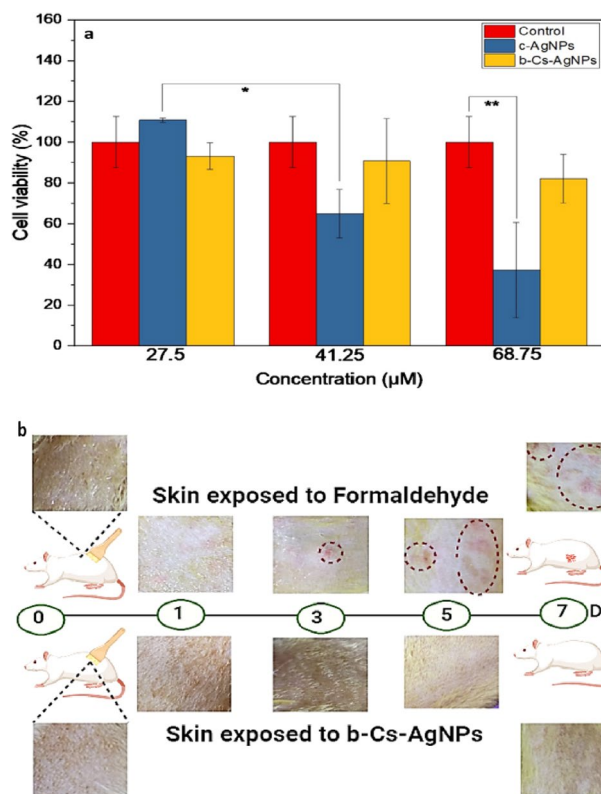 a
Control
c-AgNPs
b-Cs-AgNPs
160
140
120
100
80
60
40
20
0
Cell viability (%)
*
**
27.5 41.25 68.75
Concentration (µM)
b
Skin exposed to Formaldehyde
0 1 3 5 7 D
Skin exposed to b-Cs-AgNPs